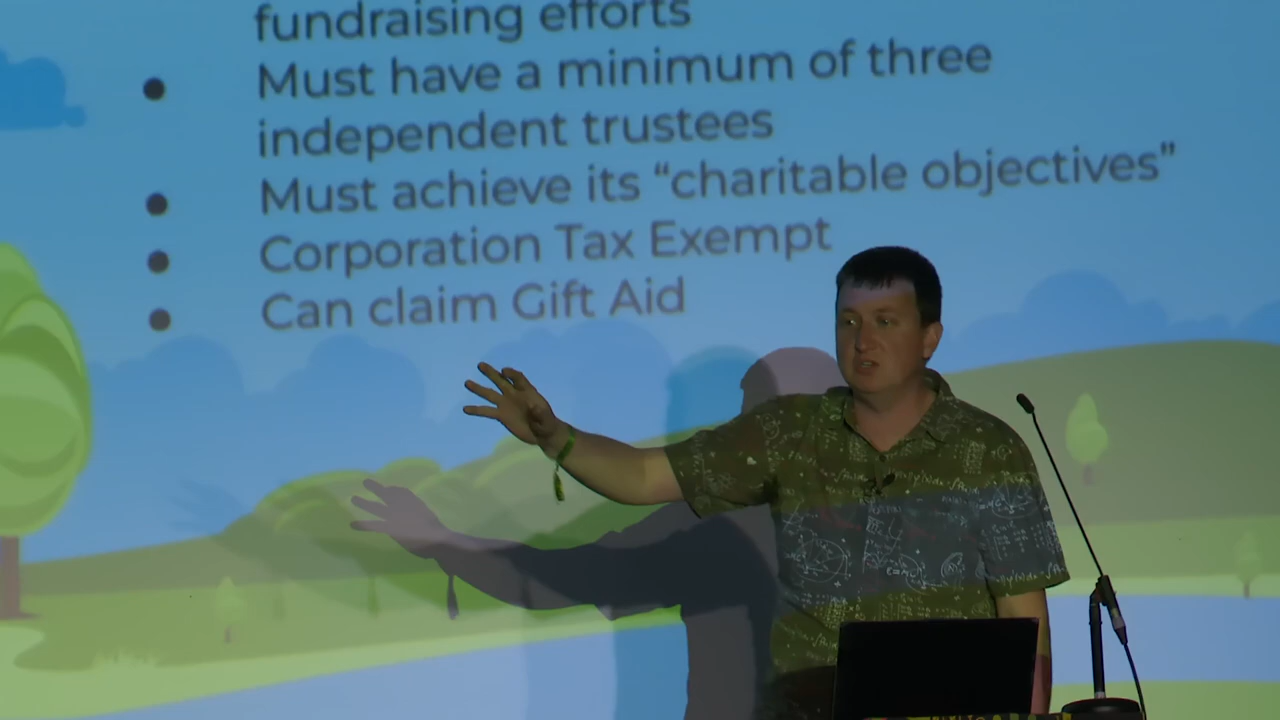 fundraising efforts
Must have a minimum of three
independent trustees
Must achieve its “charitable objectives”
Corporation Tax Exempt
Can claim Gift Aid